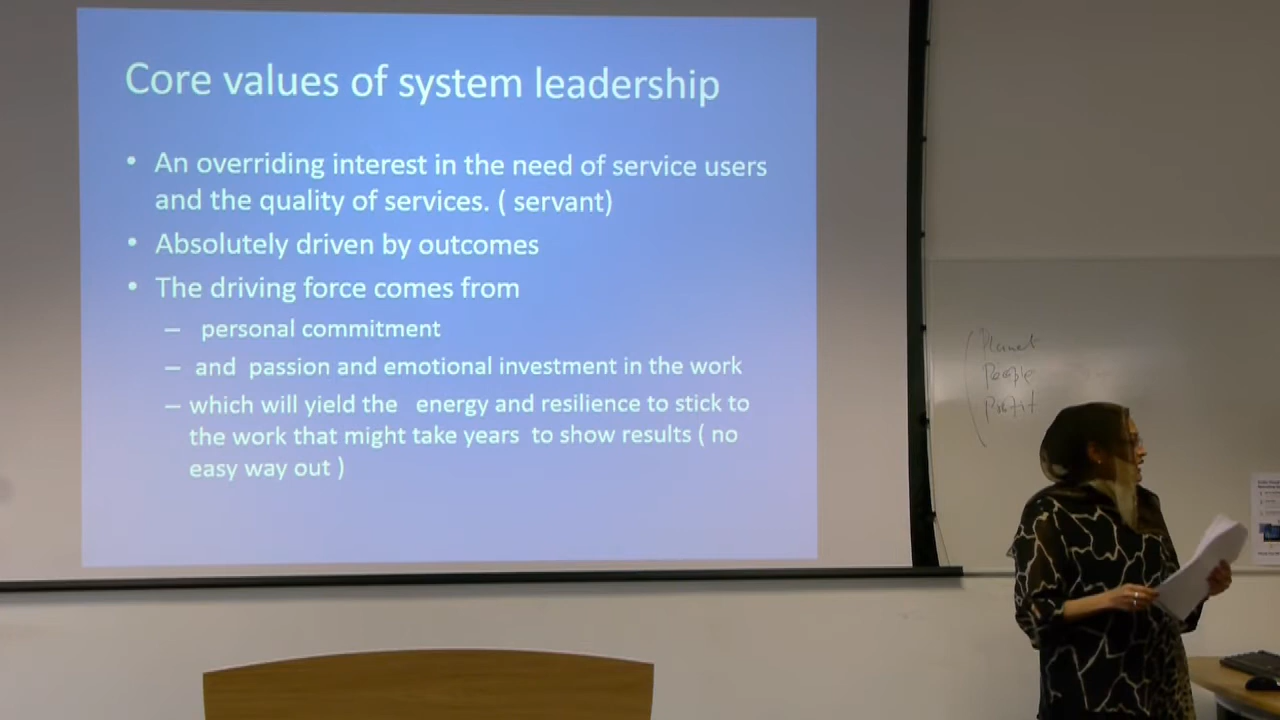 Core values of system leadership
• An overriding interest in the need of service users
and the quality of services. ( servant)
• Absolutely driven by outcomes
• The driving force comes from
– personal commitment
– and passion and emotional investment in the work
– which will yield the energy and resilience to stick to
the work that might take years to show results ( no
easy way out )
Planet
People
Profit